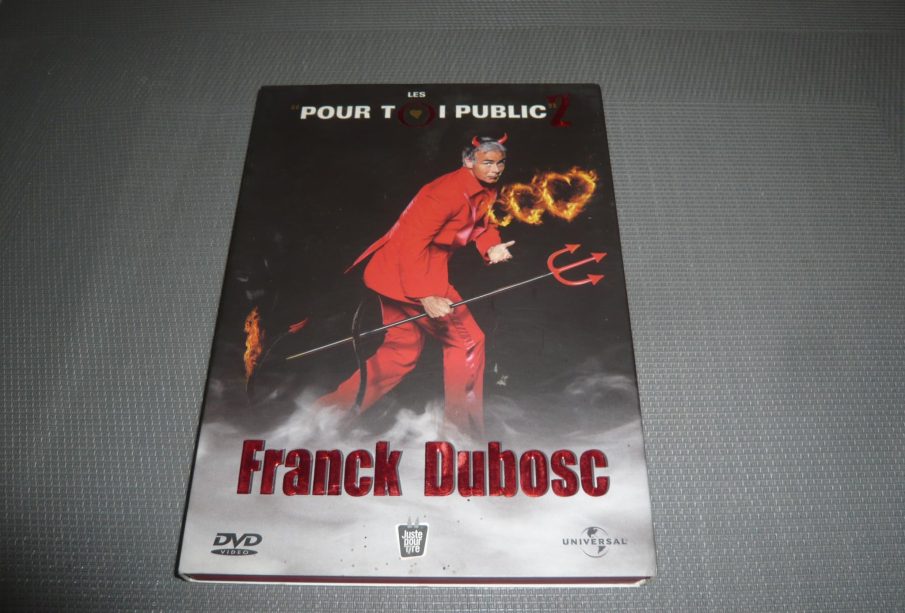 LES
"POUR TOI PUBLIC" 2
Franck Dubosc
DVD
VIDEO
Juste
pour
rire
UNIVERSAL